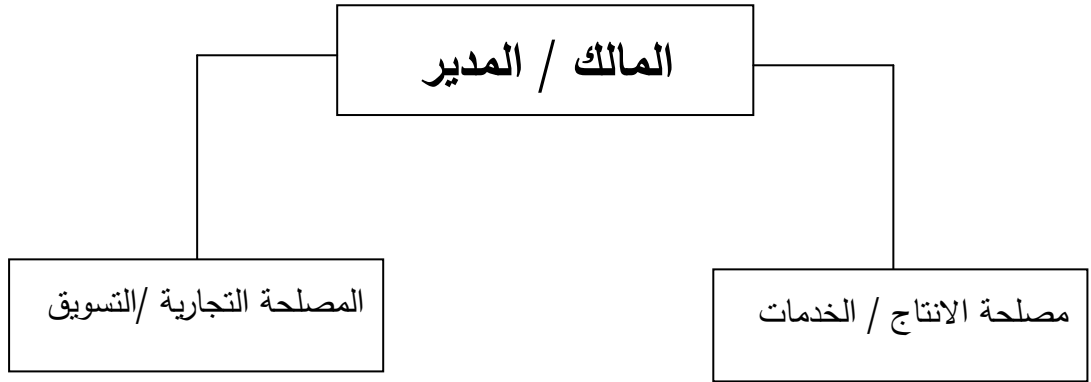 المالك / المدير
مصلحة الانتاج / الخدمات
المصلحة التجارية /التسويق